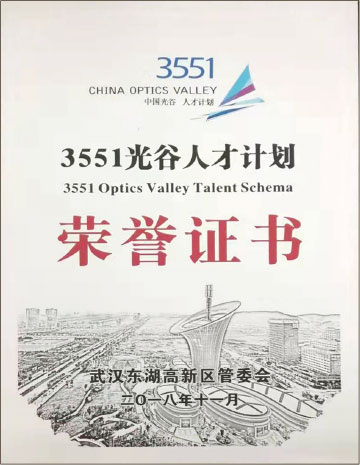 3551
CHINA OPTICS VALLEY
中国光谷 人才计划
3551光谷人才计划
3551 Optics Valley Talent Schema
荣誉证书
武汉东湖高新区管委会
二〇一八年十一月